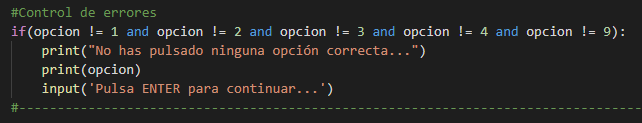 #Control de errores
if(opcion != 1 and opcion != 2 and opcion != 3 and opcion != 4 and opcion != 9):
    print("No has pulsado ninguna opción correcta...")
    print(opcion)
    input('Pulsa ENTER para continuar...')
#-------------------------------------------------------------------------------